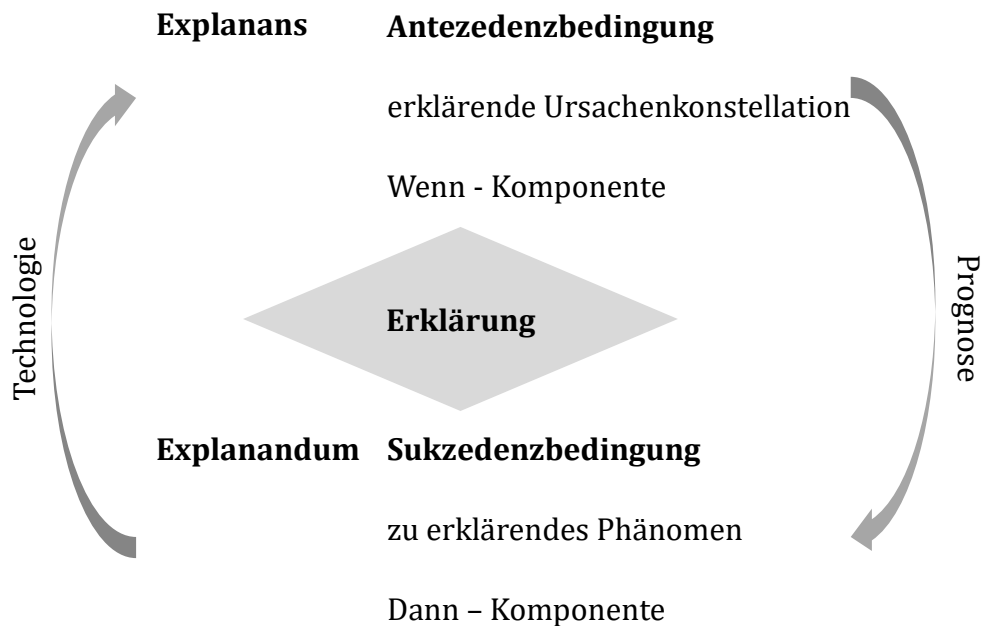 Explanans Antezedenzbedingung
erklärende Ursachenkonstellation
Wenn - Komponente
Technologie
Erklärung
Prognose
Explanandum Sukzedenzbedingung
zu erklärendes Phänomen
Dann – Komponente